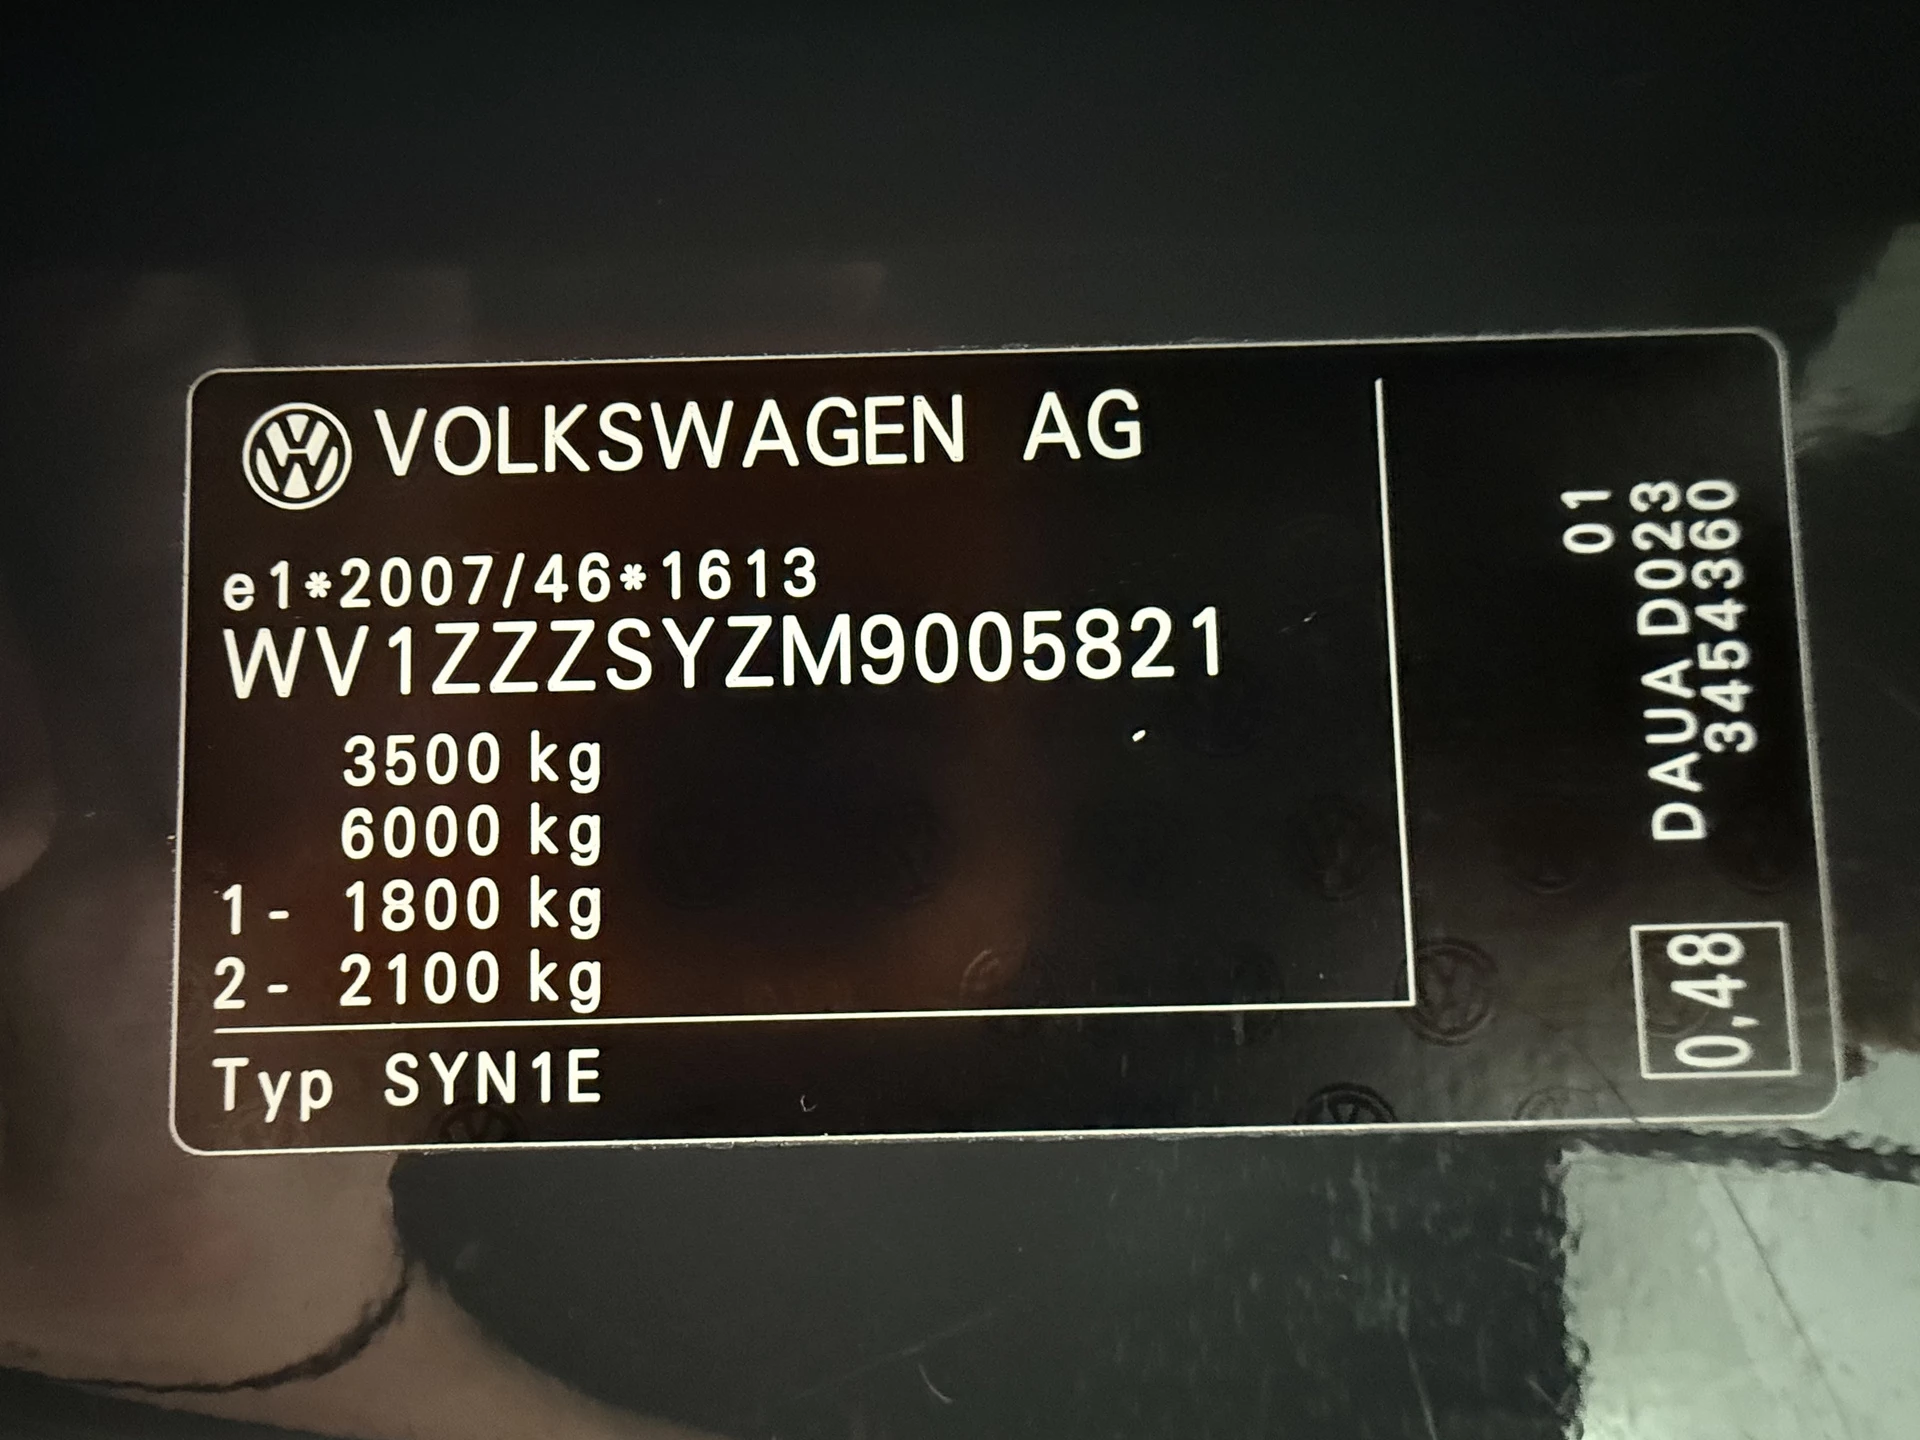 VOLKSWAGEN AG
e1*2007/46*1613
WV1ZZZSYZM9005821
3500 kg
6000 kg
1 - 1800 kg
2 - 2100 kg
Typ SYN1E
01
DAUA D023
3454360
0,48